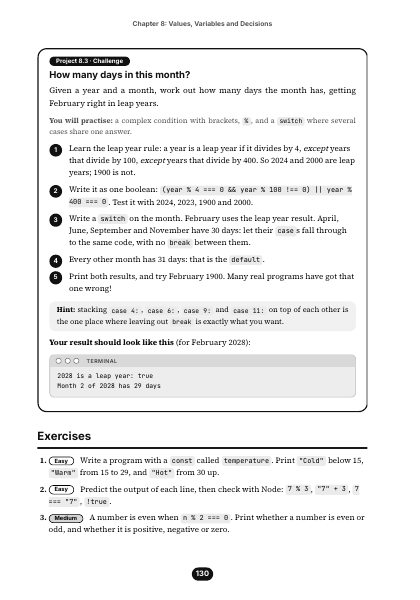 Chapter 8: Values, Variables and Decisions
Project 8.3 · Challenge
How many days in this month?
Given a year and a month, work out how many days the month has, getting
February right in leap years.
You will practise: a complex condition with brackets, %, and a switch where several
cases share one answer.
1 Learn the leap year rule: a year is a leap year if it divides by 4, except years
that divide by 100, except years that divide by 400. So 2024 and 2000 are leap
years; 1900 is not.
2 Write it as one boolean: (year % 4 === 0 && year % 100 !== 0) || year %
400 === 0. Test it with 2024, 2023, 1900 and 2000.
3 Write a switch on the month. February uses the leap year result. April,
June, September and November have 30 days: let their cases fall through
to the same code, with no break between them.
4 Every other month has 31 days: that is the default.
5 Print both results, and try February 1900. Many real programs have got that
one wrong!
Hint: stacking case 4:, case 6:, case 9: and case 11: on top of each other is
the one place where leaving out break is exactly what you want.
Your result should look like this (for February 2028):
TERMINAL
2028 is a leap year: true
Month 2 of 2028 has 29 days
Exercises
1. Easy Write a program with a const called temperature. Print "Cold" below 15,
"Warm" from 15 to 29, and "Hot" from 30 up.
2. Easy Predict the output of each line, then check with Node: 7 % 3, "7" + 3, 7
=== "7", !true.
3. Medium A number is even when n % 2 === 0. Print whether a number is even or
odd, and whether it is positive, negative or zero.
130